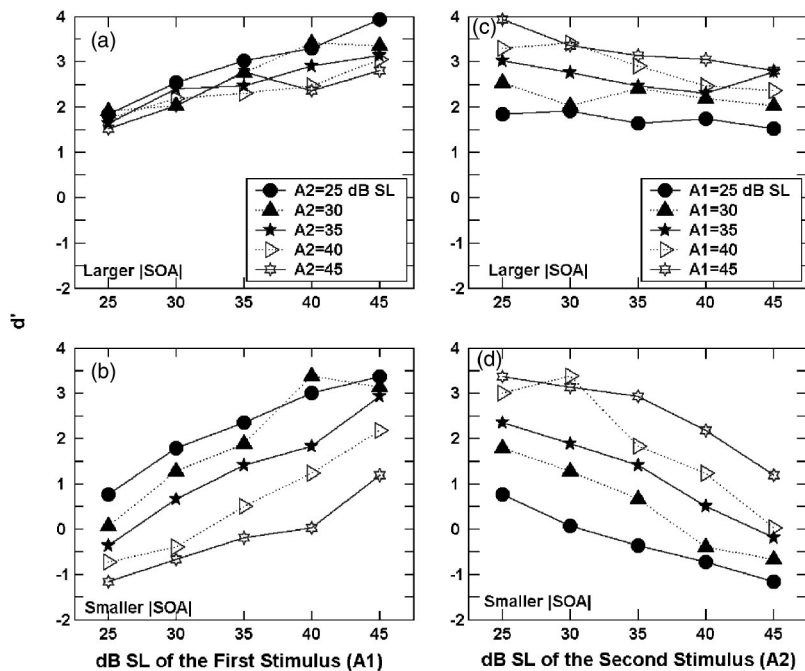 (a)
4
3
2
1
0
-1
-2
A2=25 dB SL
A2=30
A2=35
A2=40
A2=45
Larger |SOA|
25 30 35 40 45
(c)
4
3
2
1
0
-1
-2
A1=25 dB SL
A1=30
A1=35
A1=40
A1=45
Larger |SOA|
25 30 35 40 45
d'
(b)
4
3
2
1
0
-1
-2
Smaller |SOA|
25 30 35 40 45
dB SL of the First Stimulus (A1)
(d)
4
3
2
1
0
-1
-2
Smaller |SOA|
25 30 35 40 45
dB SL of the Second Stimulus (A2)